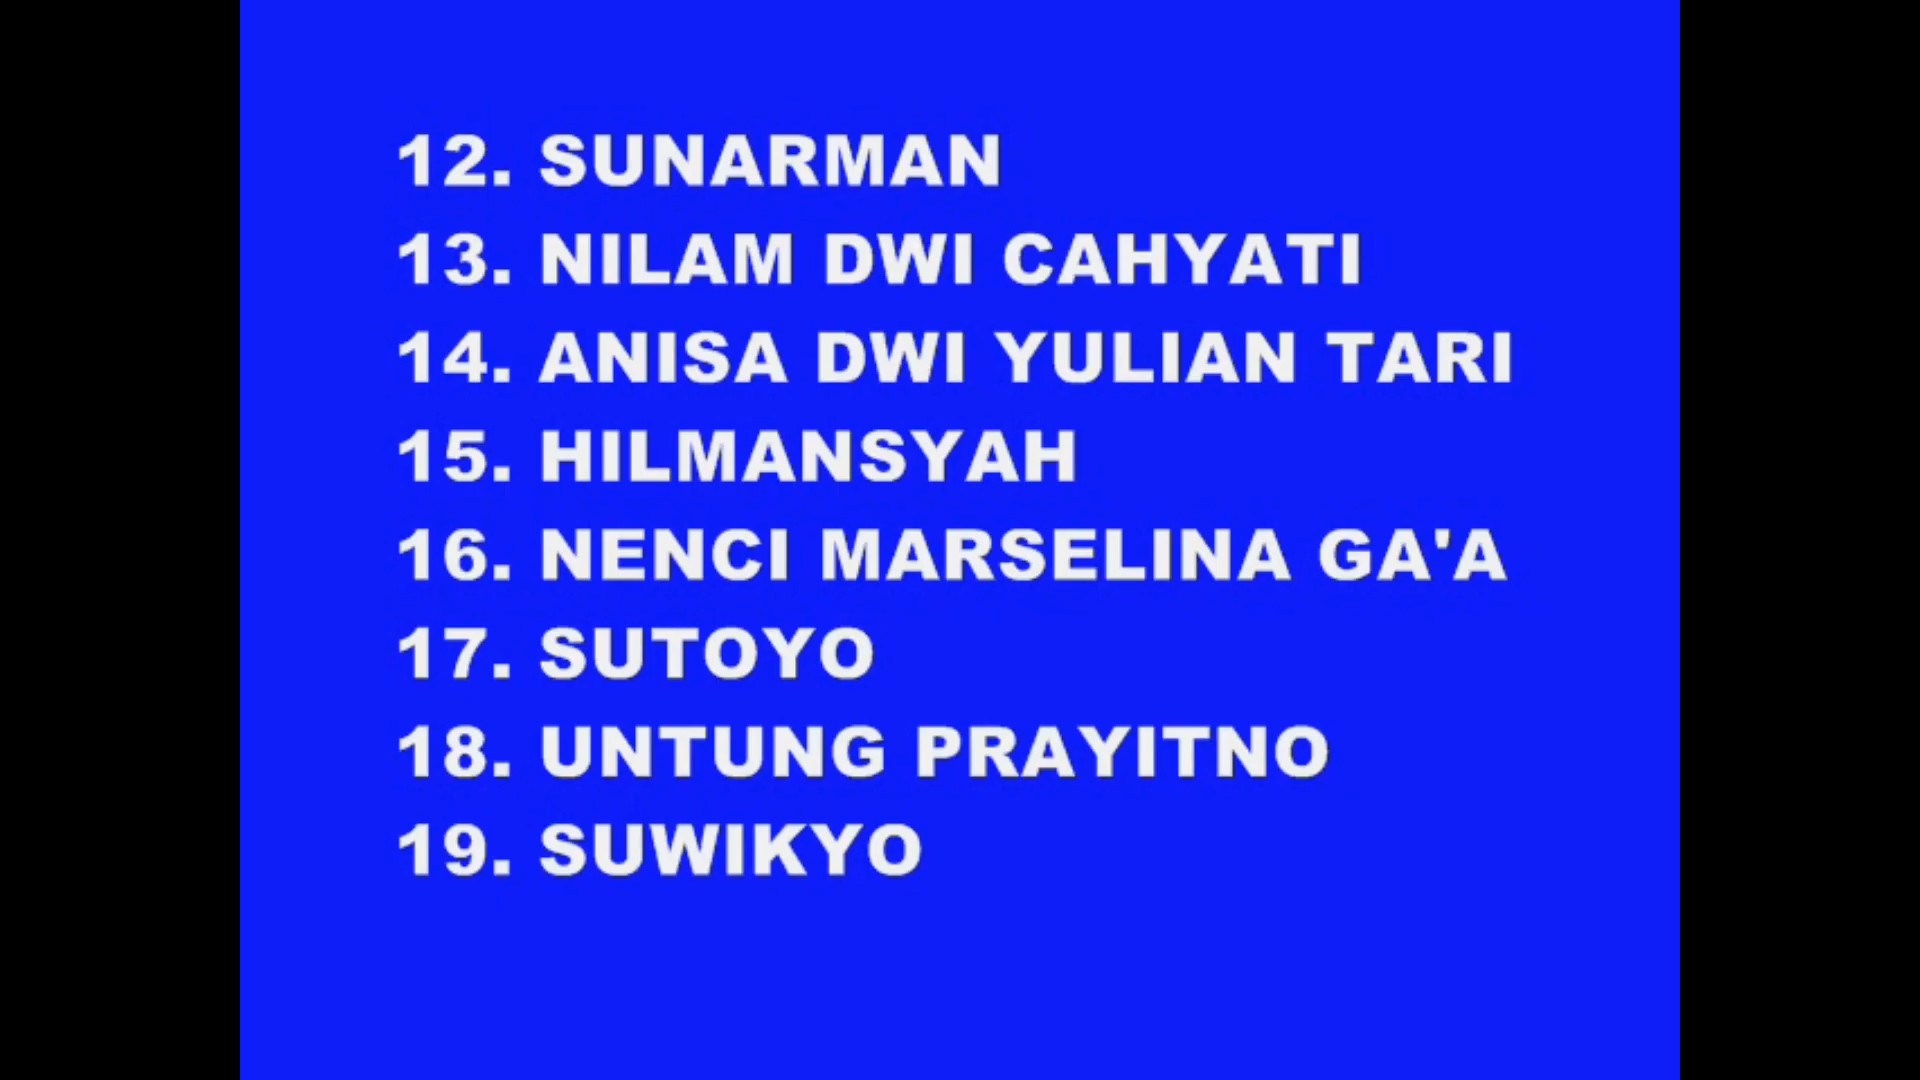 12. SUNARMAN
13. NILAM DWI CAHYATI
14. ANISA DWI YULIAN TARI
15. HILMANSYAH
16. NENCI MARSELINA GA'A
17. SUTOYO
18. UNTUNG PRAYITNO
19. SUWIKYO